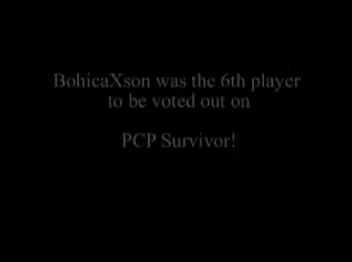 BohicaXson was the 6th player
to be voted out on
PCP Survivor!